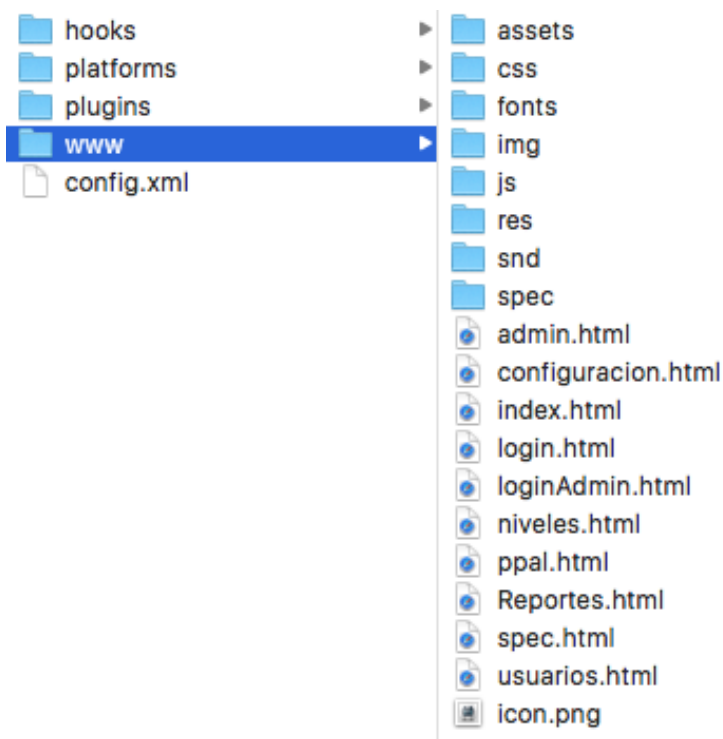 hooks
platforms
plugins
www
config.xml
assets
css
fonts
img
js
res
snd
spec
admin.html
configuracion.html
index.html
login.html
loginAdmin.html
niveles.html
ppal.html
Reportes.html
spec.html
usuarios.html
icon.png